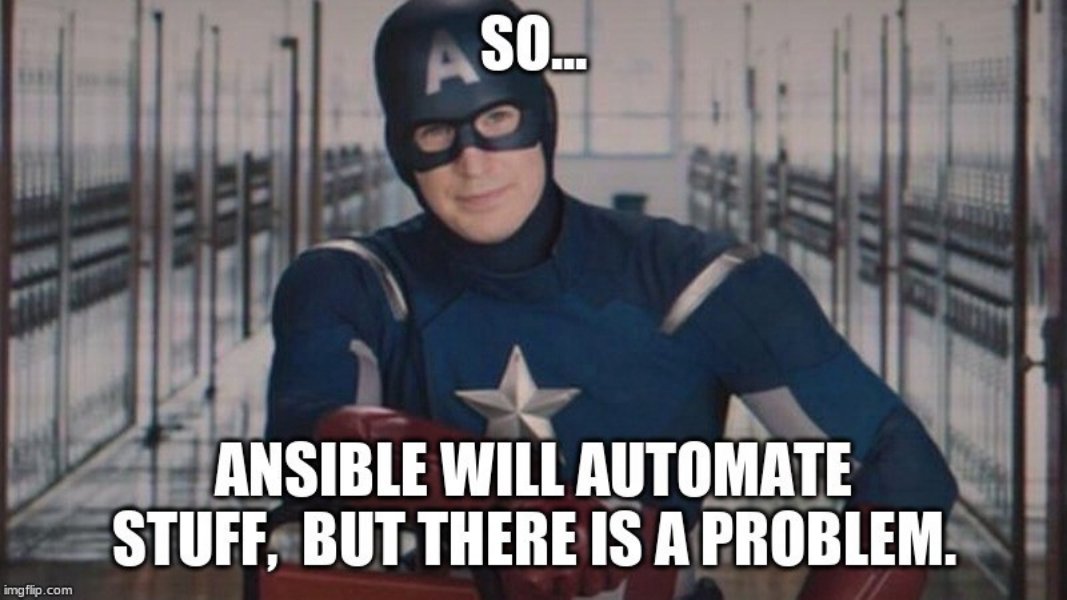 A
SO...
ANSIBLE WILL AUTOMATE
STUFF, BUT THERE IS A PROBLEM.
imgflip.com